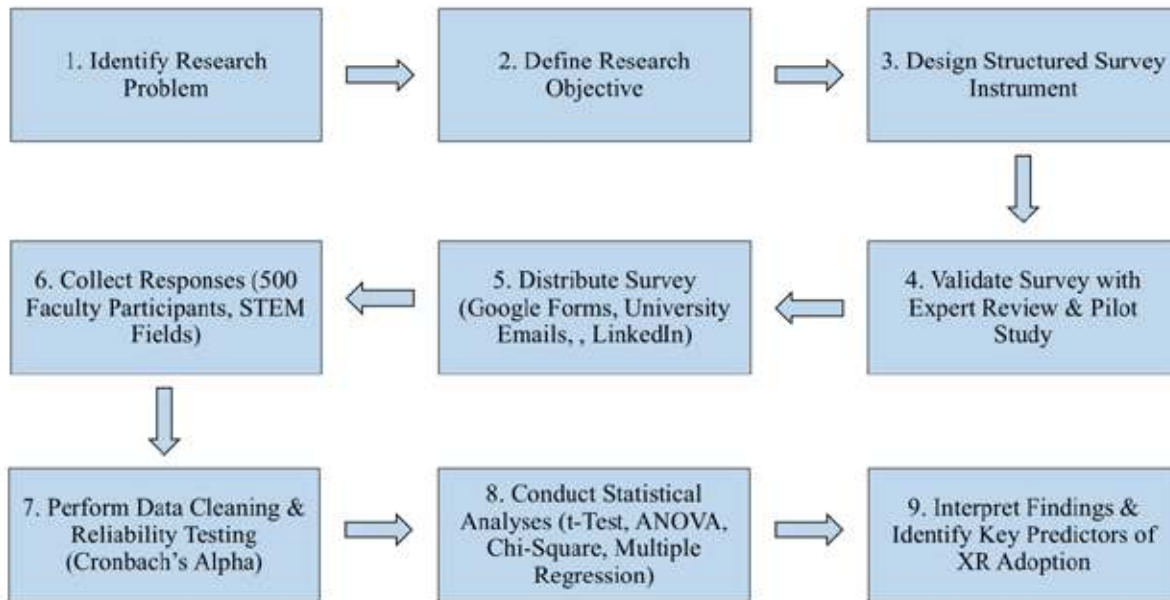 1. Identify Research
Problem
2. Define Research
Objective
3. Design Structured Survey
Instrument
4. Validate Survey with
Expert Review & Pilot
Study
5. Distribute Survey
(Google Forms, University
Emails, , LinkedIn)
6. Collect Responses (500
Faculty Participants, STEM
Fields)
7. Perform Data Cleaning &
Reliability Testing
(Cronbach's Alpha)
8. Conduct Statistical
Analyses (t-Test, ANOVA,
Chi-Square, Multiple
Regression)
9. Interpret Findings &
Identify Key Predictors of
XR Adoption